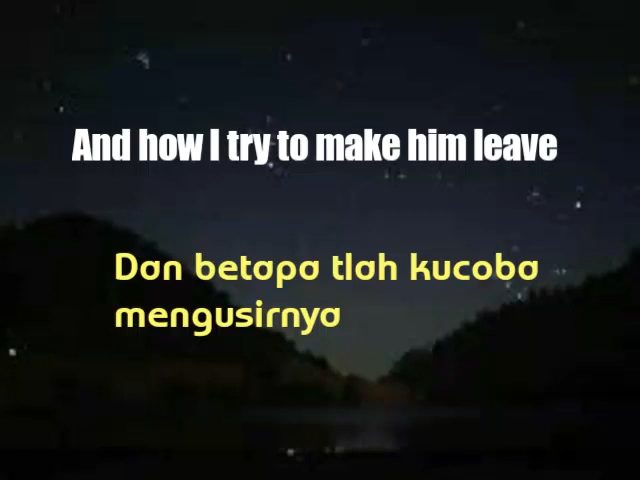 And how I try to make him leave
Dan betapa tlah kucoba
mengusirnya